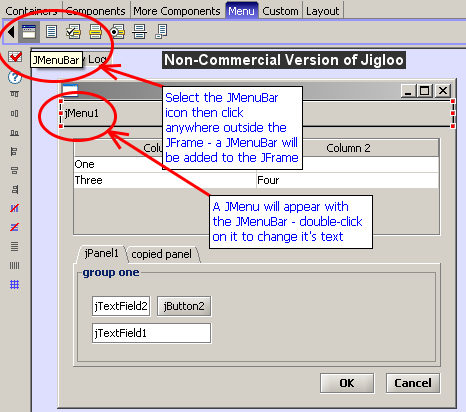 Containers Components More Components Menu Custom Layout
JMenuBar
Log
Non-Commercial Version of Jigloo
jMenu1
Select the JMenuBar
icon then click
anywhere outside the
JFrame - a JMenuBar will
be added to the JFrame
Column 2
One
Three Four
A JMenu will appear with
the JMenuBar - double-click
on it to change it's text
jPanel1 copied panel
group one
jTextField2 jButton2
jTextField1
OK Cancel